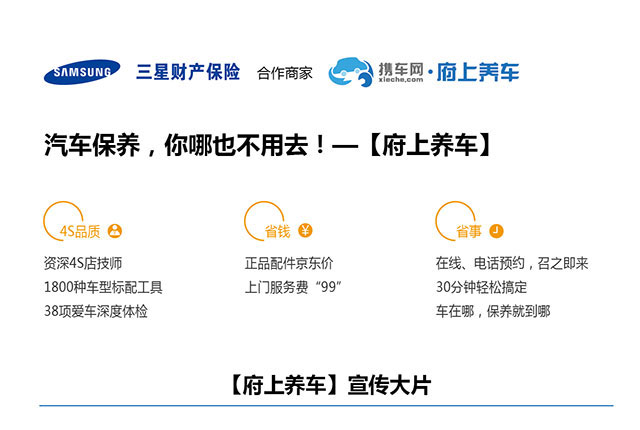 SAMSUNG 三星财产保险 合作商家 携车网 xieche.com ·府上养车
汽车保养，你哪也不用去！—【府上养车】
4S品质 省钱 ¥ 省事
资深4S店技师
1800种车型标配工具
38项爱车深度体检
正品配件京东价
上门服务费“99”
在线、电话预约，召之即来
30分钟轻松搞定
车在哪，保养就到哪
【府上养车】宣传大片